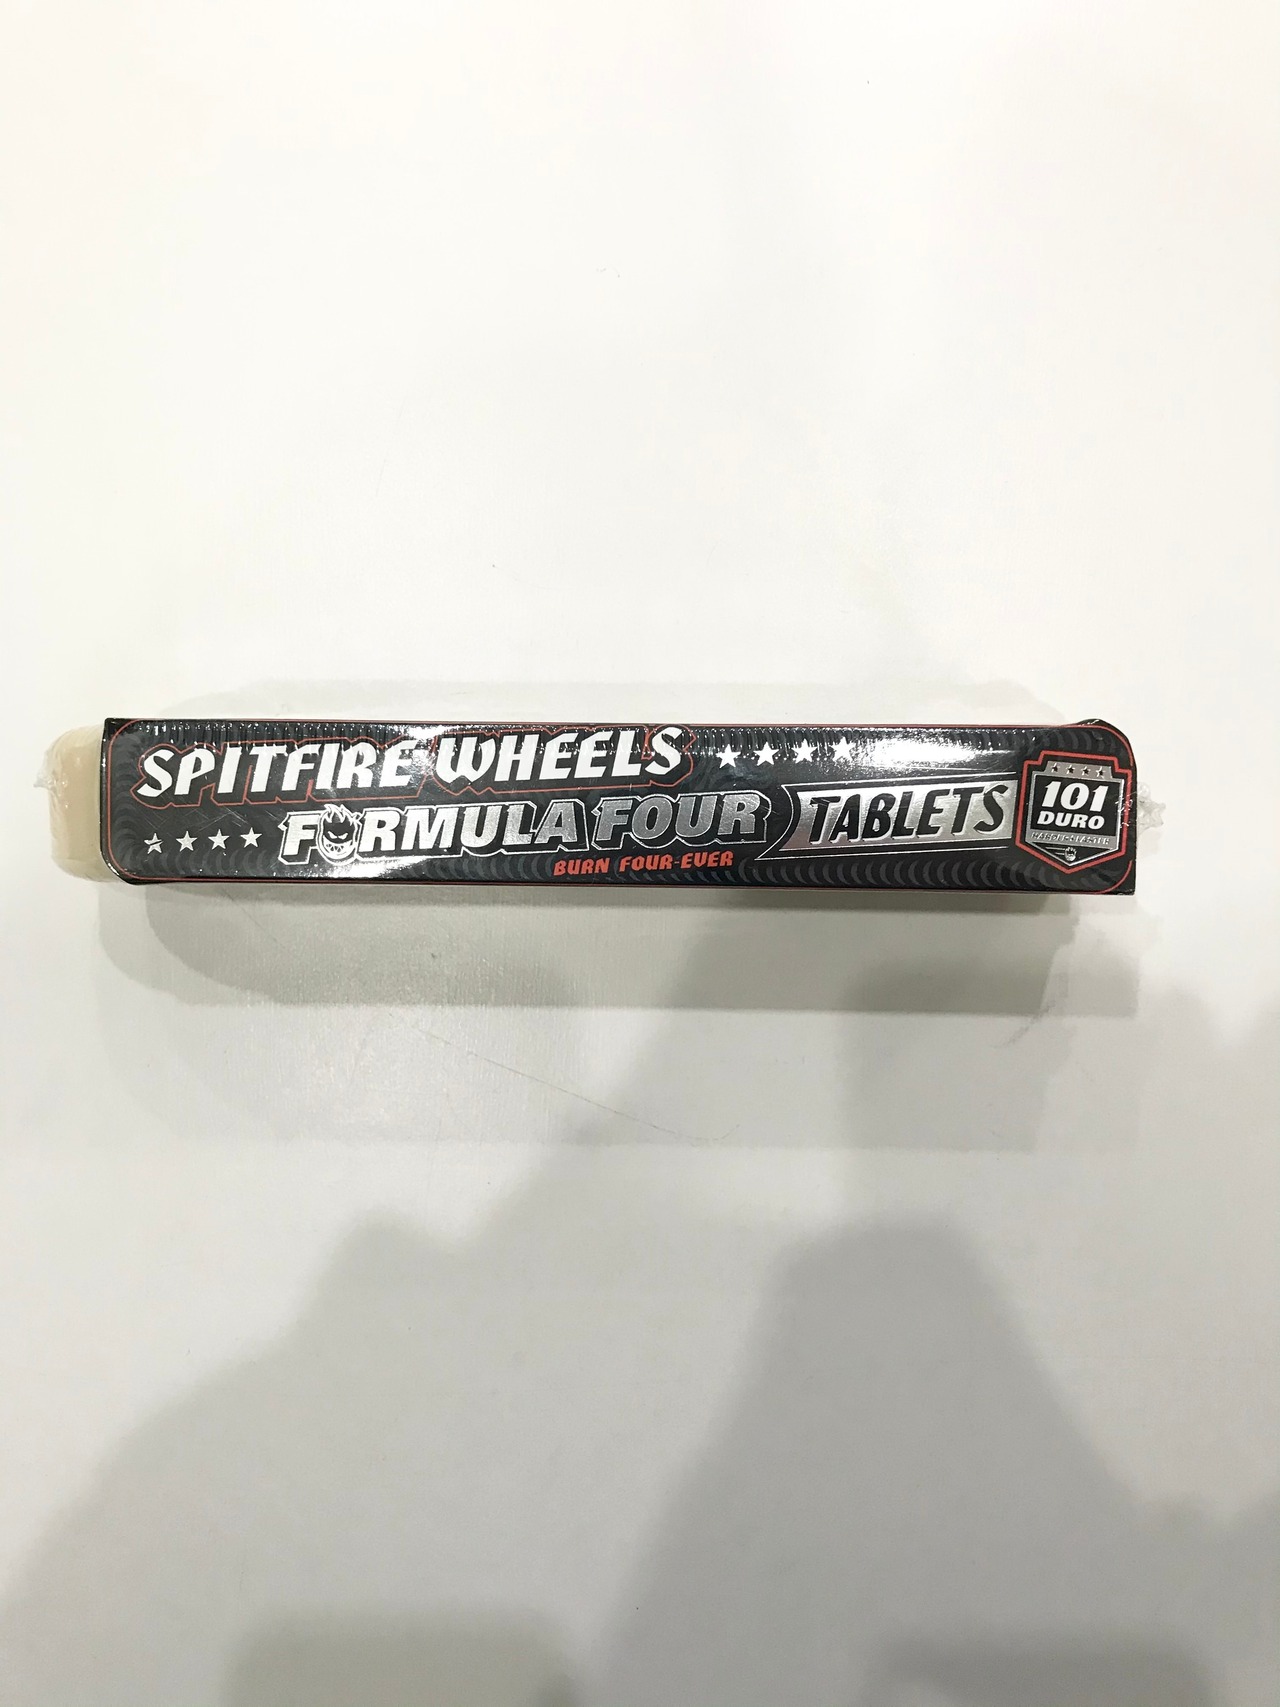 SPITFIRE WHEELS
FORMULA FOUR TABLETS
BURN FOUR-EVER
101
DURO